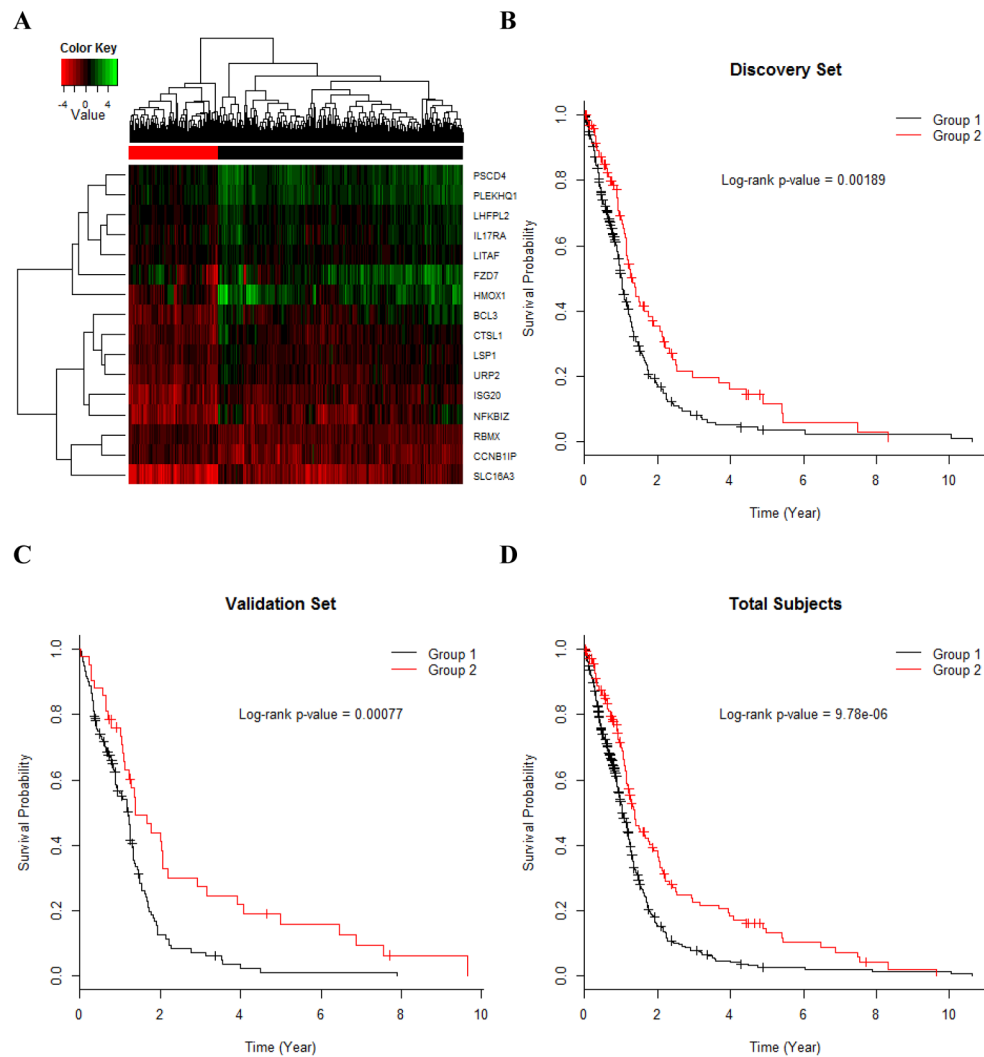 A
Color Key
-4 0 4
Value
PSCD4
PLEKHQ1
LHFPL2
IL17RA
LITAF
FZD7
HMOX1
BCL3
CTSL1
LSP1
URP2
ISG20
NFKBIZ
RBMX
CCNB1IP
SLC16A3
B
Discovery Set
Group 1
Group 2
Log-rank p-value = 0.00189
Survival Probability
1.0
0.8
0.6
0.4
0.2
0.0
0 2 4 6 8 10
Time (Year)
C
Validation Set
Group 1
Group 2
Log-rank p-value = 0.00077
Survival Probability
1.0
0.8
0.6
0.4
0.2
0.0
0 2 4 6 8 10
Time (Year)
D
Total Subjects
Group 1
Group 2
Log-rank p-value = 9.78e-06
Survival Probability
1.0
0.8
0.6
0.4
0.2
0.0
0 2 4 6 8 10
Time (Year)